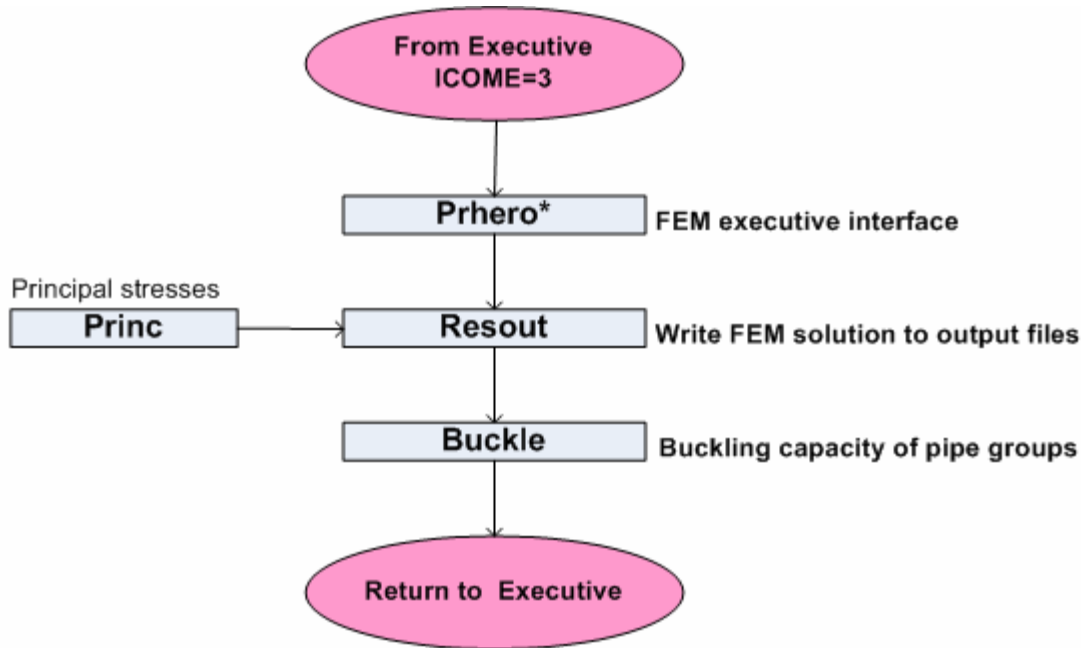 From Executive
ICOME=3
Prhero*
FEM executive interface
Principal stresses
Princ
Resout
Write FEM solution to output files
Buckle
Buckling capacity of pipe groups
Return to Executive